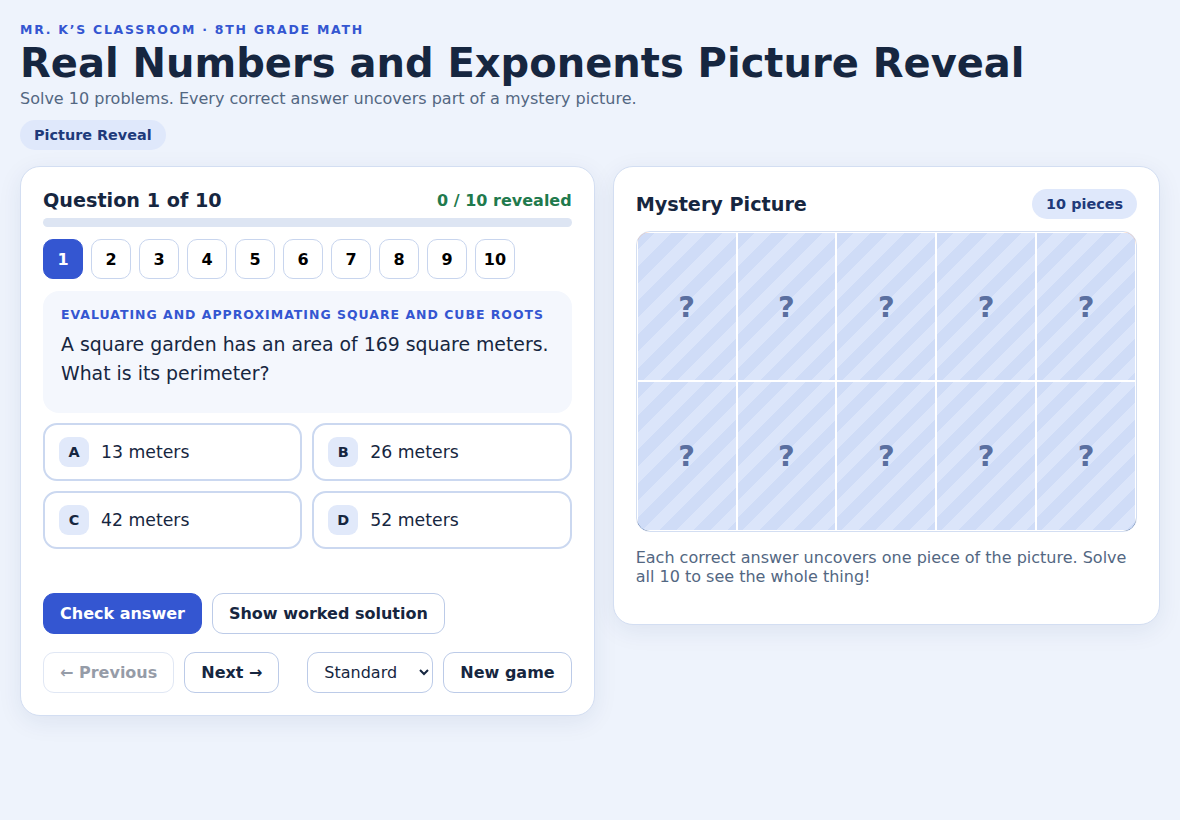 MR. K’S CLASSROOM · 8TH GRADE MATH
Real Numbers and Exponents Picture Reveal
Solve 10 problems. Every correct answer uncovers part of a mystery picture.
Picture Reveal
Question 1 of 10
0 / 10 revealed
1 2 3 4 5 6 7 8 9 10
EVALUATING AND APPROXIMATING SQUARE AND CUBE ROOTS
A square garden has an area of 169 square meters.
What is its perimeter?
A 13 meters
B 26 meters
C 42 meters
D 52 meters
Check answer
Show worked solution
← Previous
Next →
Standard
New game
Mystery Picture
10 pieces
? ? ? ? ?
? ? ? ? ?
Each correct answer uncovers one piece of the picture. Solve
all 10 to see the whole thing!